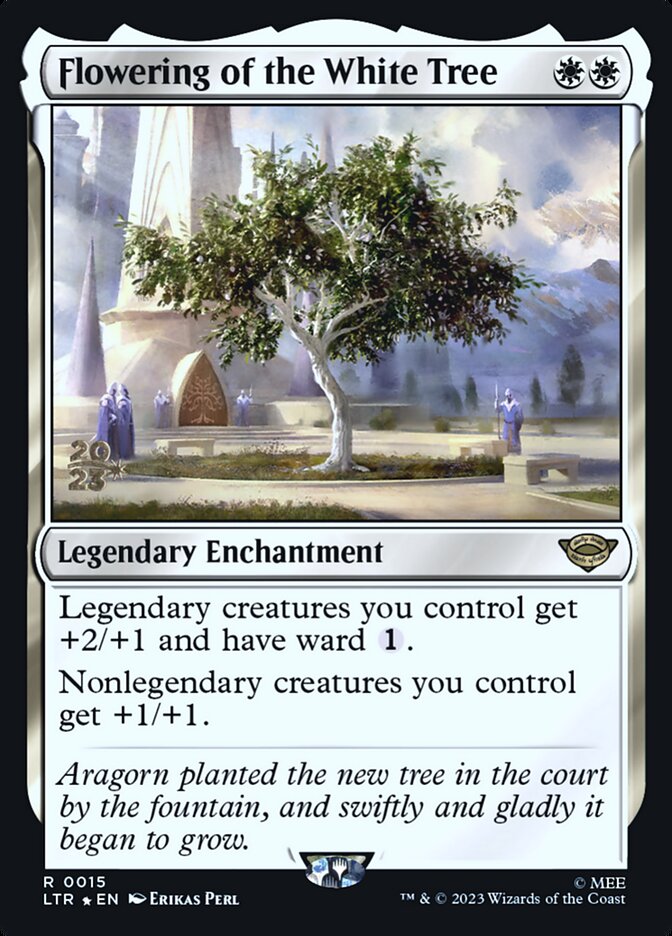 Flowering of the White Tree
20
23
Legendary Enchantment
Legendary creatures you control get
+2/+1 and have ward 1.
Nonlegendary creatures you control
get +1/+1.
Aragorn planted the new tree in the court
by the fountain, and swiftly and gladly it
began to grow.
R 0015
LTR ★ EN Erikas Perl
© MEE
™ & © 2023 Wizards of the Coast